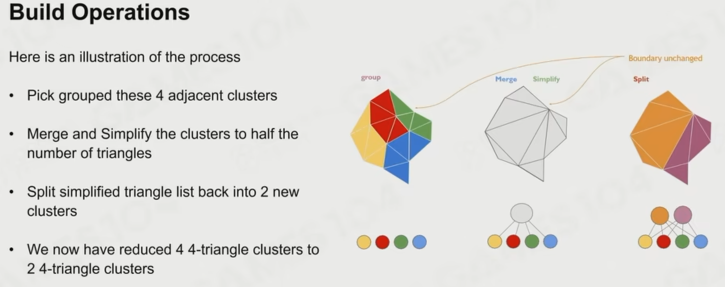 Build Operations
Here is an illustration of the process
• Pick grouped these 4 adjacent clusters
• Merge and Simplify the clusters to half the
number of triangles
• Split simplified triangle list back into 2 new
clusters
• We now have reduced 4 4-triangle clusters to
2 4-triangle clusters
Boundary unchanged
group
Merge Simplify
Split